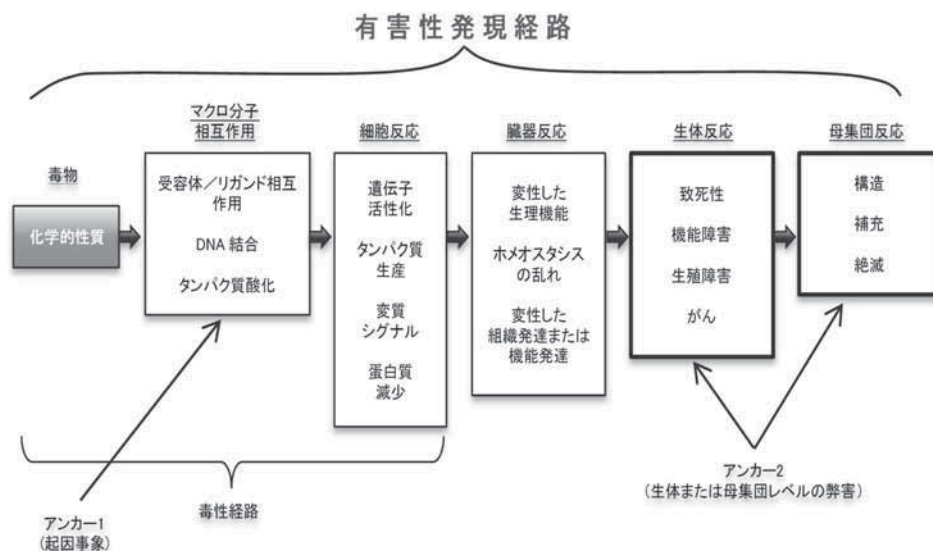 有害性発現経路
毒物
化学的性質
マクロ分子
相互作用
受容体／リガンド相互
作用
DNA 結合
タンパク質酸化
細胞反応
遺伝子
活性化
タンパク質
生産
変質
シグナル
蛋白質
減少
臓器反応
変性した
生理機能
ホメオスタシス
の乱れ
変性した
組織発達または
機能発達
生体反応
致死性
機能障害
生殖障害
がん
母集団反応
構造
補充
絶滅
毒性経路
アンカー1
(起因事象)
アンカー2
(生体または母集団レベルの弊害)